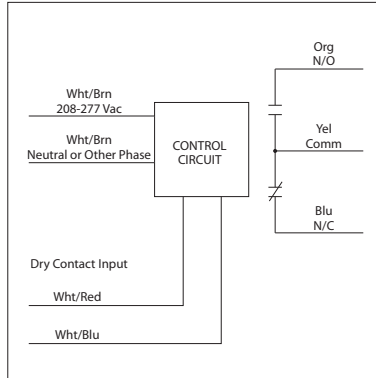 Org
N/O
Wht/Brn
208-277 Vac
Yel
Comm
Wht/Brn
Neutral or Other Phase
CONTROL
CIRCUIT
Blu
N/C
Dry Contact Input
Wht/Red
Wht/Blu